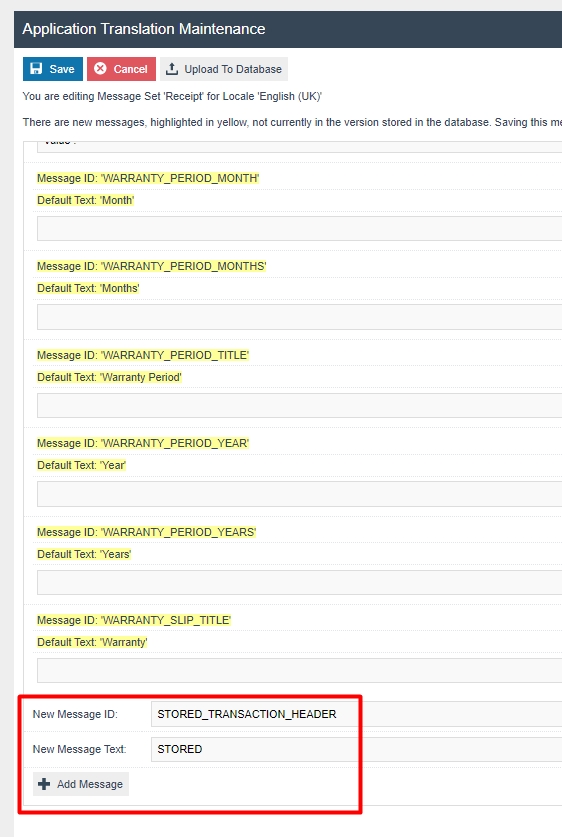 Application Translation Maintenance
Save Cancel Upload To Database
You are editing Message Set 'Receipt' for Locale 'English (UK)'
There are new messages, highlighted in yellow, not currently in the version stored in the database. Saving this
Message ID: 'WARRANTY_PERIOD_MONTH'
Default Text: 'Month'
Message ID: 'WARRANTY_PERIOD_MONTHS'
Default Text: 'Months'
Message ID: 'WARRANTY_PERIOD_TITLE'
Default Text: 'Warranty Period'
Message ID: 'WARRANTY_PERIOD_YEAR'
Default Text: 'Year'
Message ID: 'WARRANTY_PERIOD_YEARS'
Default Text: 'Years'
Message ID: 'WARRANTY_SLIP_TITLE'
Default Text: 'Warranty'
New Message ID: STORED_TRANSACTION_HEADER
New Message Text: STORED
Add Message